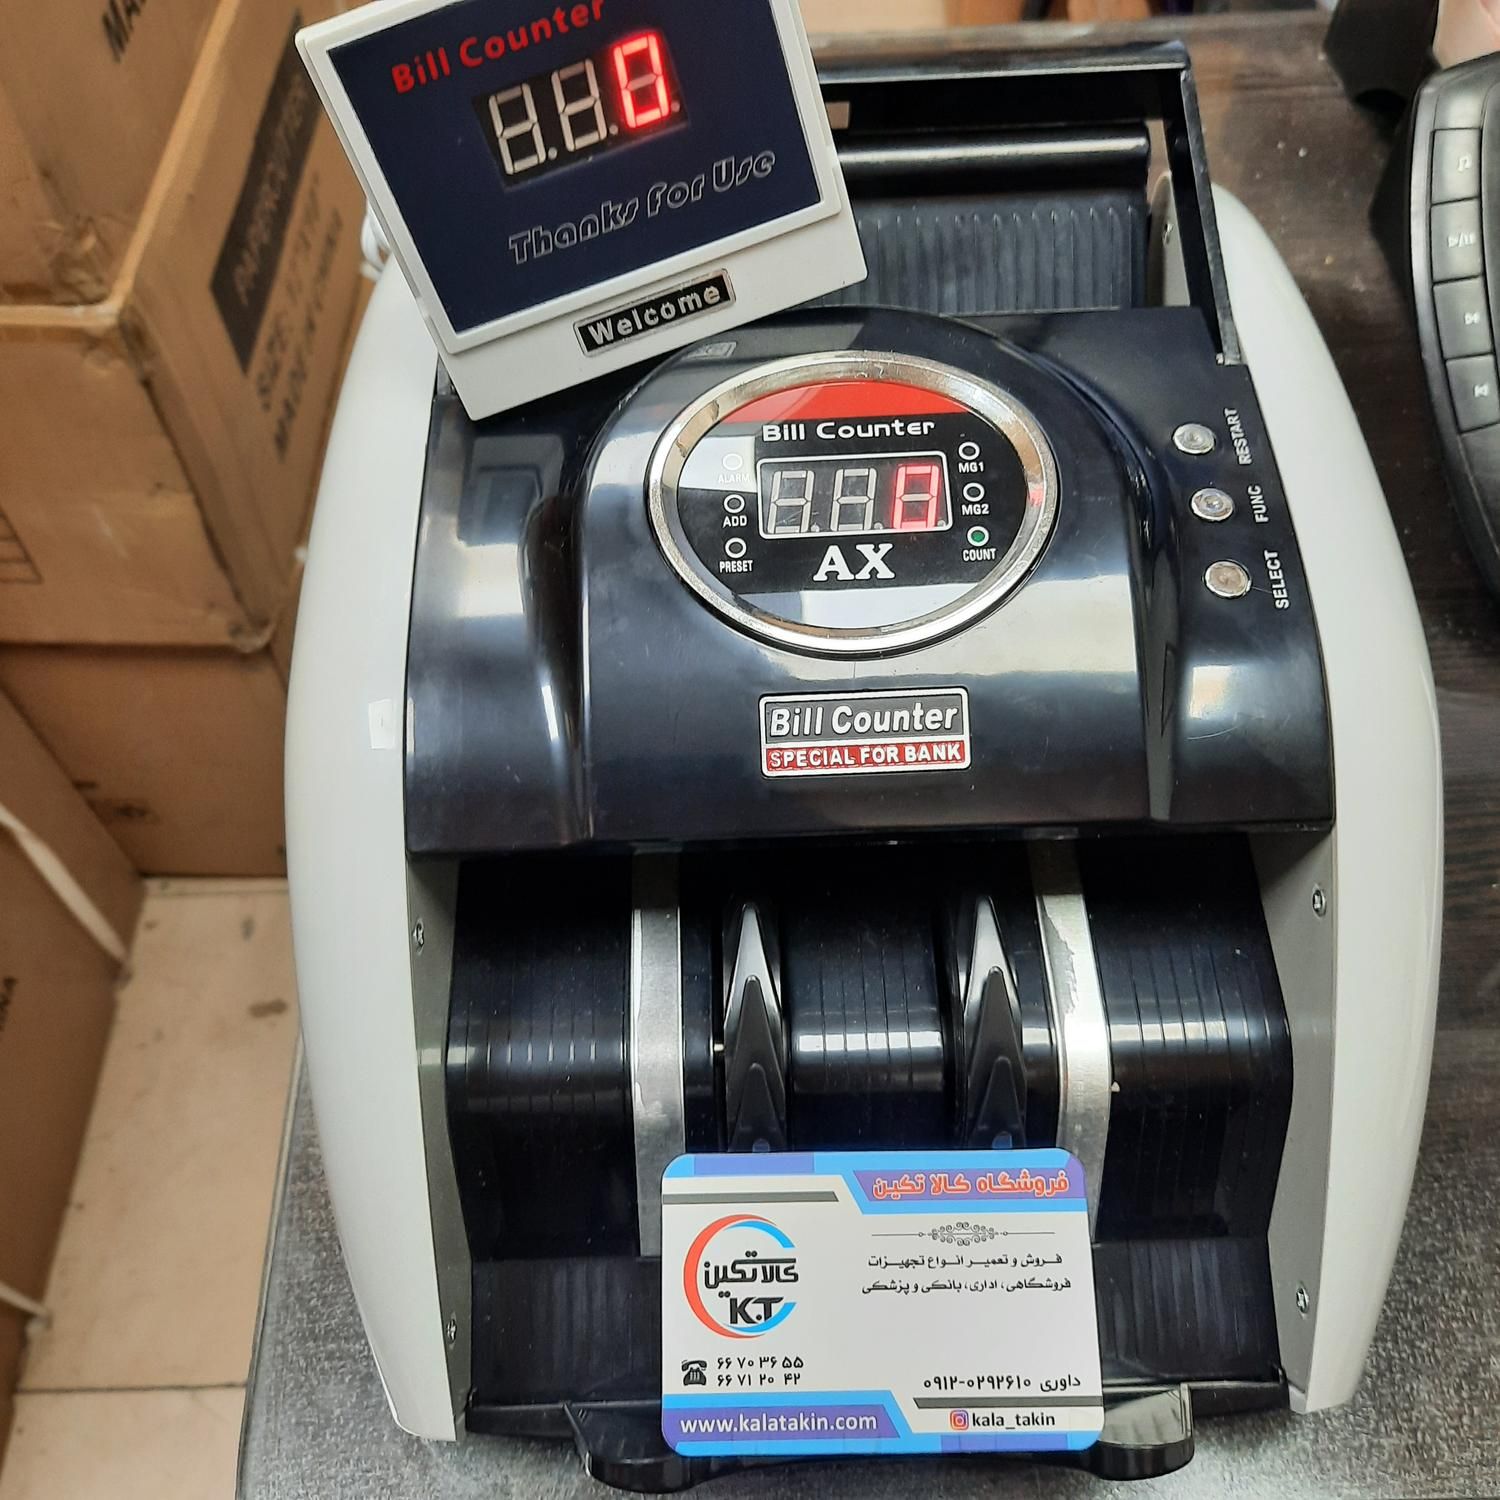 Bill Counter
Thanks For Use
Welcome
Bill Counter
ALARM
ADD
PRESET
MG1
MG2
COUNT
0
0
AX
RESTART
FUNC
SELECT
Bill Counter
SPECIAL FOR BANK
فروشگاه کالا تکین
فروش و تعمیر انواع تجهیزات
فروشگاهی، اداری، بانکی و پزشکی
کالا تکین
K.T
۶۶ ۷۰ ۳۶ ۵۵
۶۶ ۷۱ ۲۰ ۴۲
داوری ۰۹۱۲-۰۲۹۲۶۱۰
www.kalatakin.com
kala_takin